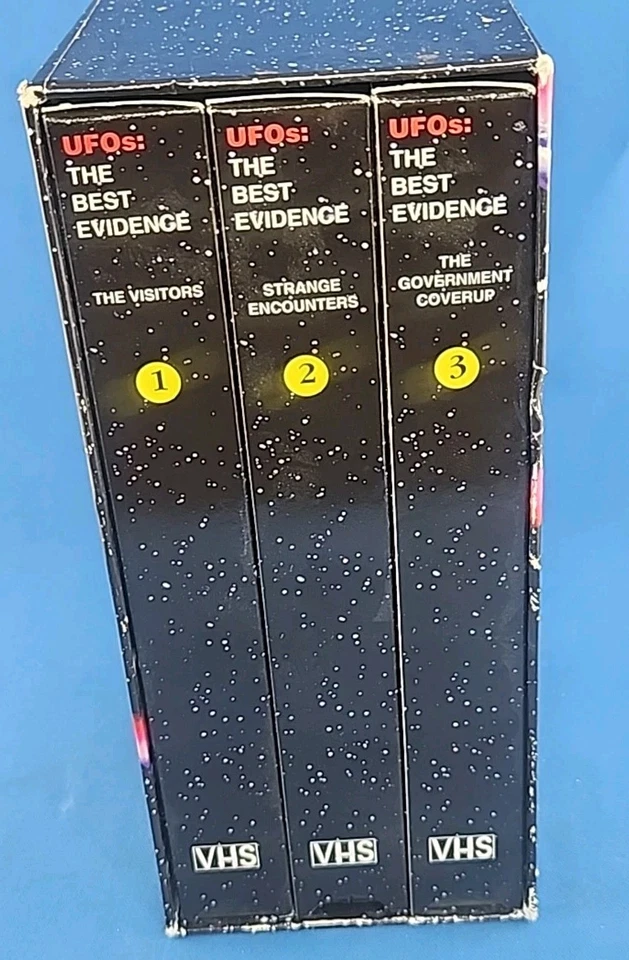 UFOs:
THE
BEST
EVIDENCE
THE VISITORS
1
VHS
UFOs:
THE
BEST
EVIDENCE
STRANGE
ENCOUNTERS
2
VHS
UFOs:
THE
BEST
EVIDENCE
THE
GOVERNMENT
COVERUP
3
VHS